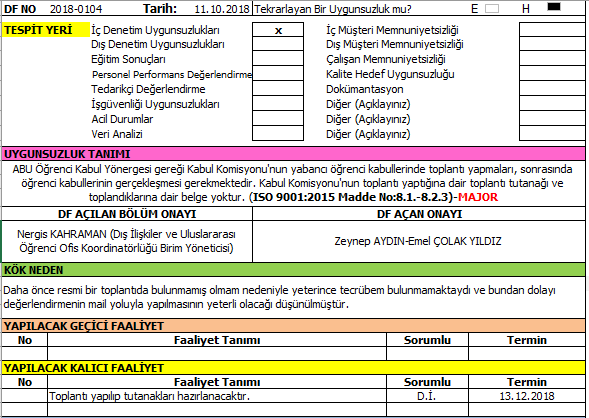 DF NO 2018-0104 Tarih: 11.10.2018 Tekrarlayan Bir Uygunsuzluk mu? E H
TESPİT YERİ İç Denetim Uygunsuzlukları x İç Müşteri Memnuniyetsizliği
Dış Denetim Uygunsuzlukları Dış Müşteri Memnuniyetsizliği
Eğitim Sonuçları Çalışan Memnuniyetsizliği
Personel Performans Değerlendirme Kalite Hedef Uygunsuzluğu
Tedarikçi Değerlendirme Dokümantasyon
İşgüvenliği Uygunsuzlukları Diğer (Açıklayınız)
Acil Durumlar Diğer (Açıklayınız)
Veri Analizi Diğer (Açıklayınız)
UYGUNSUZLUK TANIMI
ABU Öğrenci Kabul Yönergesi gereği Kabul Komisyonu'nun yabancı öğrenci kabullerinde toplantı yapmaları, sonrasında
öğrenci kabullerinin gerçekleşmesi gerekmektedir. Kabul Komisyonu'nun toplantı yaptığına dair toplantı tutanağı ve
toplandıklarına dair belge yoktur. (ISO 9001:2015 Madde No:8.1.-8.2.3)-MAJOR
DF AÇILAN BÖLÜM ONAYI DF AÇAN ONAYI
Nergis KAHRAMAN (Dış İlişkiler ve Uluslararası
Öğrenci Ofis Koordinatörlüğü Birim Yöneticisi)
Zeynep AYDIN-Emel ÇOLAK YILDIZ
KÖK NEDEN
Daha önce resmi bir toplantıda bulunmamış olmam nedeniyle yeterince tecrübem bulunmamaktaydı ve bundan dolayı
değerlendirmenin mail yoluyla yapılmasının yeterli olacağı düşünülmüştür.
YAPILACAK GEÇİCİ FAALİYET
No Faaliyet Tanımı Sorumlu Termin
YAPILACAK KALICI FAALİYET
No Faaliyet Tanımı Sorumlu Termin
Toplantı yapılıp tutanakları hazırlanacaktır. D.İ. 13.12.2018